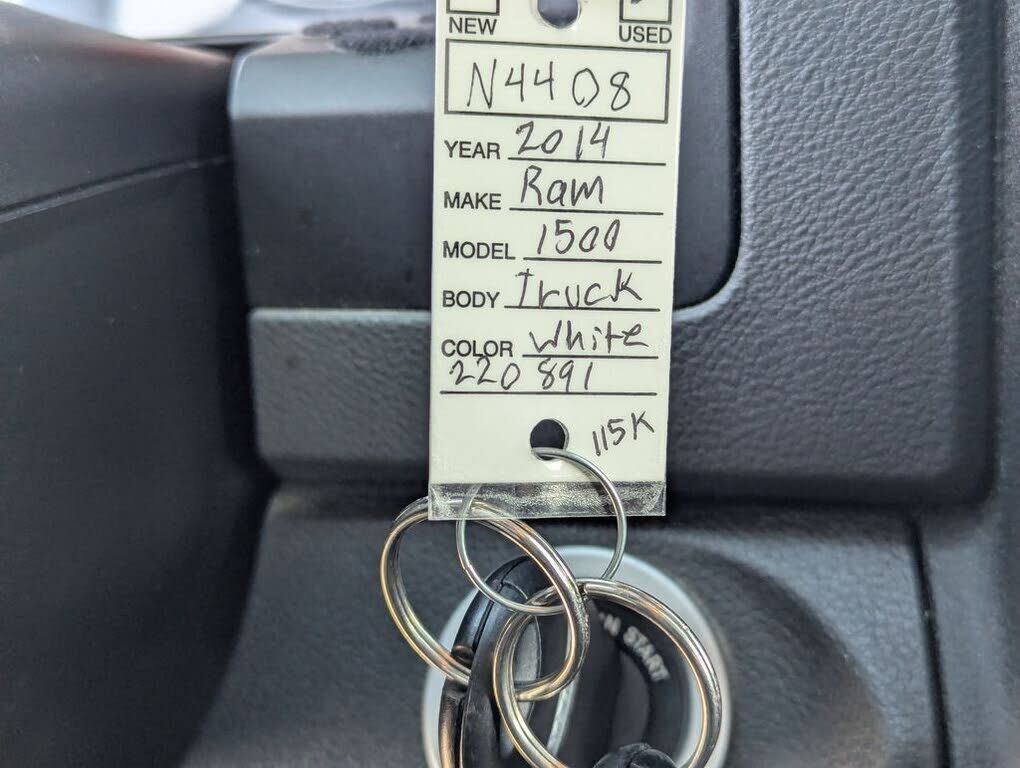 NEW USED
N4408
YEAR 2014
MAKE Ram
MODEL 1500
BODY Truck
COLOR White
220891
115K
START